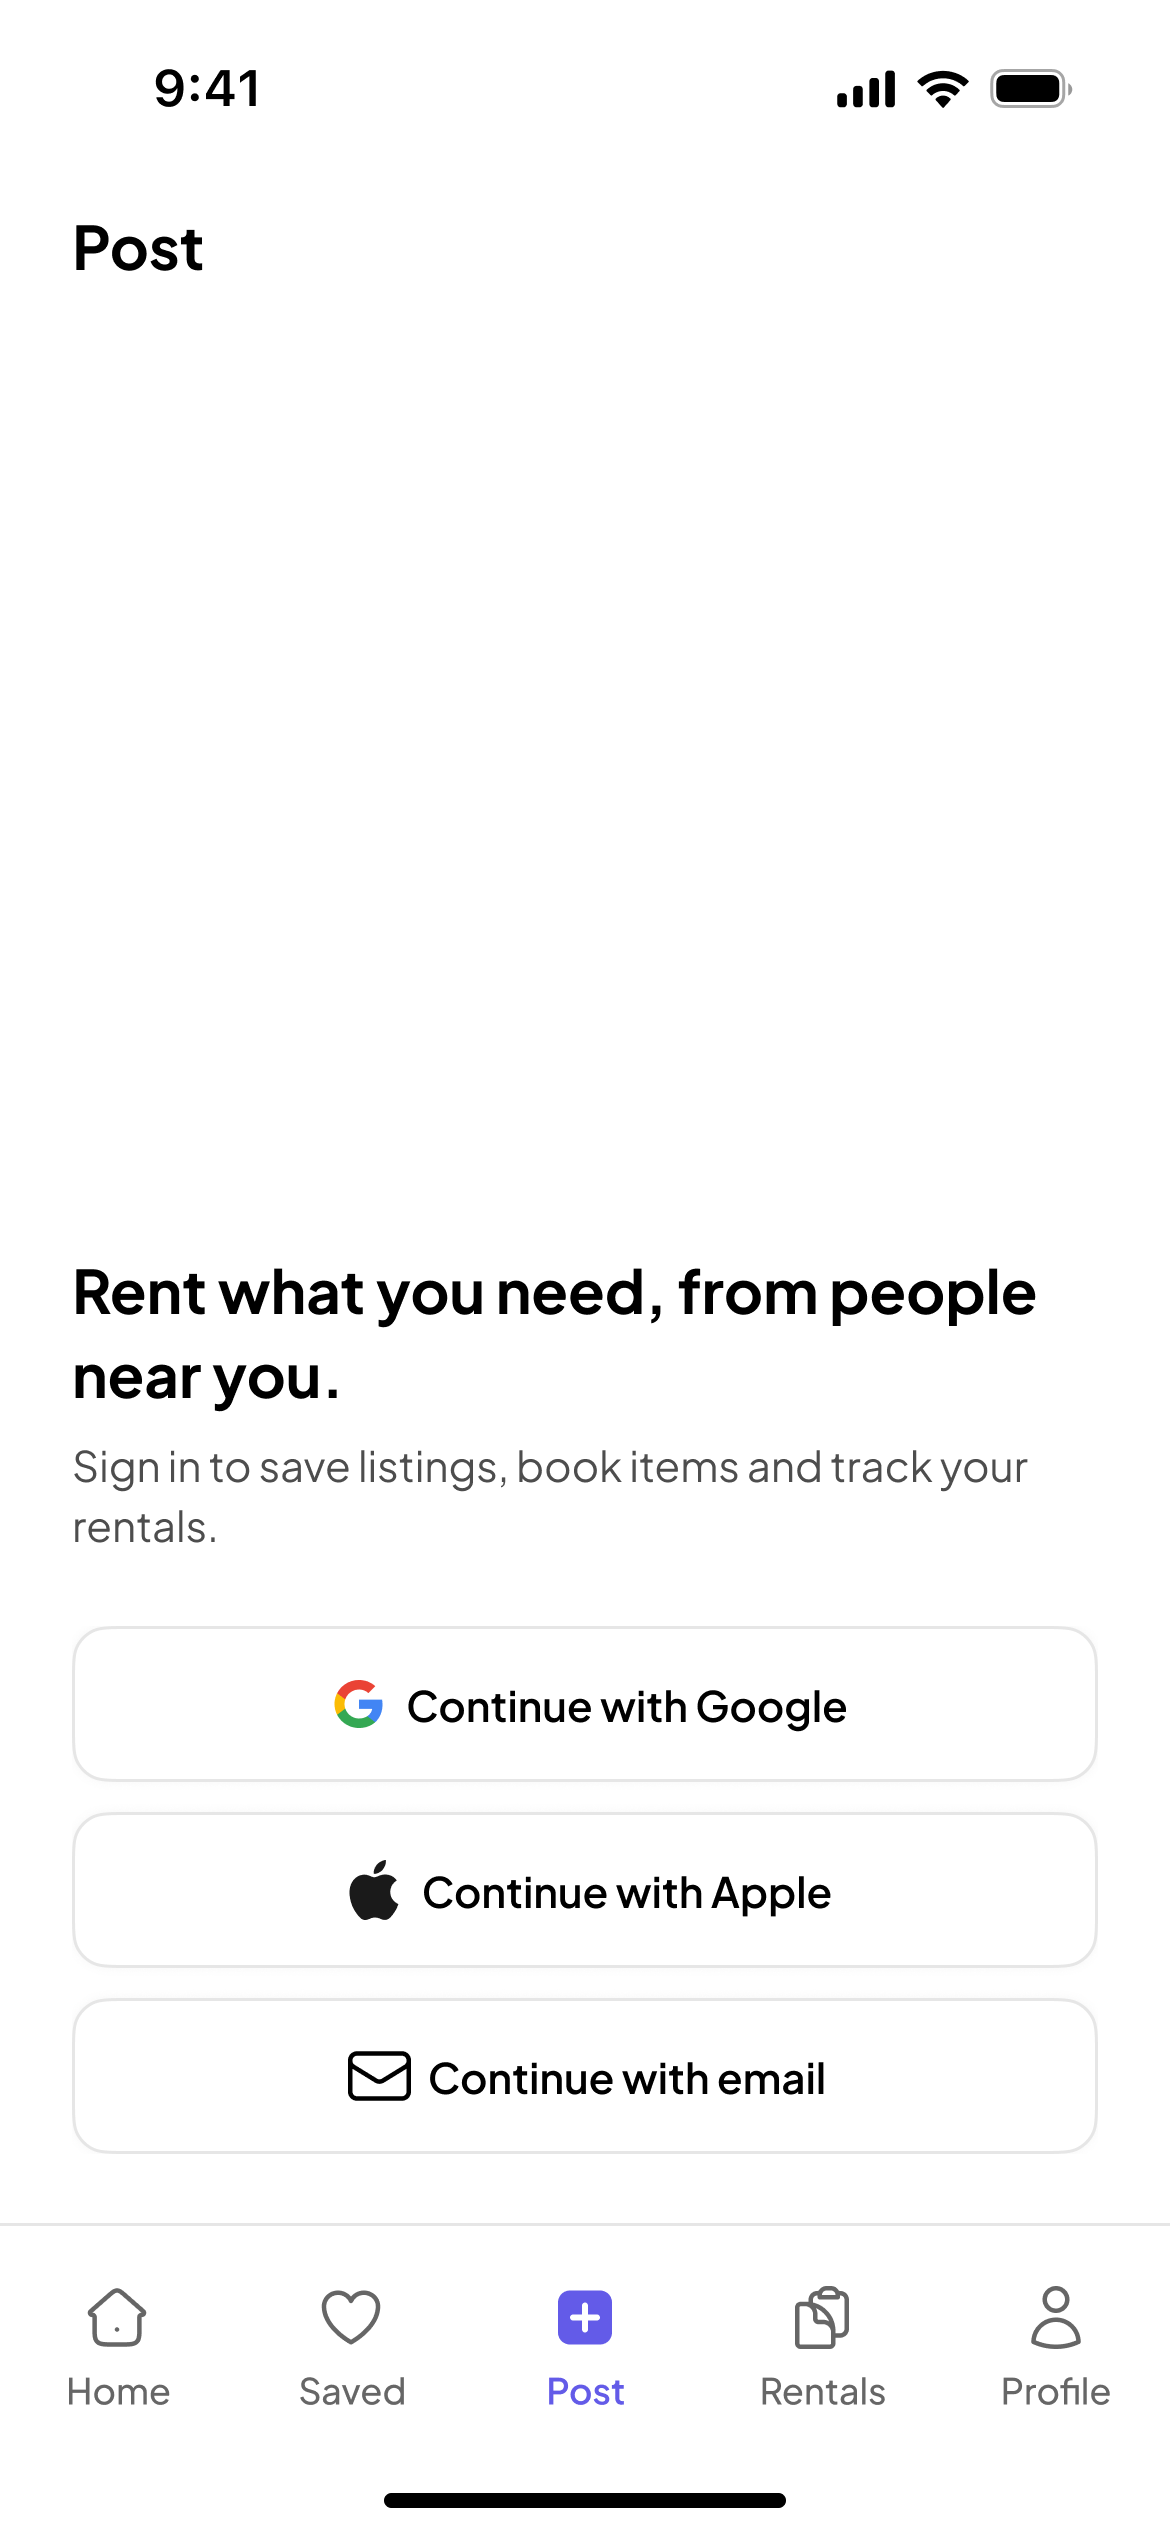 9:41
Post
Rent what you need, from people
near you.
Sign in to save listings, book items and track your
rentals.
Continue with Google
Continue with Apple
Continue with email
Home
Saved
Post
Rentals
Profile